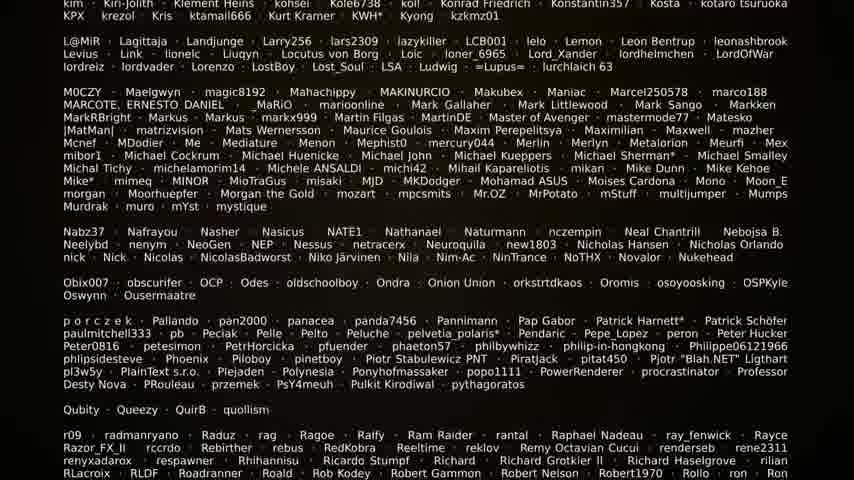 kim · Kiri-Jolith · Klement Heins · kohsei · Kole6738 · koll! · Konrad Friedrich · Konstantin357 · Kosta · kotaro tsuruoka
KPX · krezol · Kris · ktamail666 · Kurt Kramer · KWH* · Kyong · kzkmz01
L@MiR · Lagittaja · Landjunge · Larry256 · lars2309 · lazykiller · LCB001 · lelo · Lemon · Leon Bentrup · leonashbrook
Levius · Link · lionelc · Liuqyn · Locutus von Borg · Loic · loner_6965 · Lord_Xander · lordhelmchen · LordOfWar
lordreiz · lordvader · Lorenzo · LostBoy · Lost_Soul · LSA · Ludwig · =Lupus= · lurchlaich 63
M0CZY · Maelgwyn · magic8192 · Mahachippy · MAKINURCIO · Makubex · Maniac · Marcel250578 · marco188
MARCOTE, ERNESTO DANIEL · _MaRiO · marioonline · Mark Gallaher · Mark Littlewood · Mark Sango · Markken
MarkRBright · Markus · Markus · markx999 · Martin Filgas · MartinDE · Master of Avenger · mastermode77 · Matesko
|MatMan| · matrizvision · Mats Wernersson · Maurice Goulois · Maxim Perepelitsya · Maximilian · Maxwell · mazher
Mcnef · MDodier · Me · Mediature · Menon · Mephist0 · mercury044 · Merlin · Merlyn · Metalorion · Meurfi · Mex
mibor1 · Michael Cockrum · Michael Huenicke · Michael John · Michael Kueppers · Michael Sherman* · Michael Smalley
Michal Tichy · michelamorim14 · Michele ANSALDI · michi42 · Mihail Kapareliotis · mikan · Mike Dunn · Mike Kehoe
Mike* · mimeq · MINOR · MioTraGus · misaki · MJD · MKDodger · Mohamad ASUS · Moises Cardona · Mono · Moon_E
morgan · Moorhuepfer · Morgan the Gold · mozart · mpcsmits · Mr.OZ · MrPotato · mStuff · multijumper · Mumps
Murdrak · muro · mYst · mystique
Nabz37 · Nafrayou · Nasher · Nasicus · NATE1 · Nathanael · Naturmann · nczempin · Neal Chantrill · Nebojsa B.
Neelybd · nenym · NeoGen · NEP · Nessus · netracerx · Neuroquila · new1803 · Nicholas Hansen · Nicholas Orlando
nick · Nick · Nicolas · NicolasBadworst · Niko Järvinen · Nila · Nim-Ac · NinTrance · NoTHX · Novalor · Nukehead
Obix007 · obscurifer · OCP · Odes · oldschoolboy · Ondra · Onion Union · orkstrtdkaos · Oromis · osoyoosking · OSPKyle
Oswynn · Ousermaatre
p o r c z e k · Pallando · pan2000 · panacea · panda7456 · Pannimann · Pap Gabor · Patrick Harnett* · Patrick Schöfer
paulmitchell333 · pb · Peciak · Pelle · Pelto · Peluche · pelvetia_polaris* · Pendaric · Pepe_Lopez · peron · Peter Hucker
Peter0816 · petesimon · PetrHorcicka · pfuender · phaeton57 · philbywhizz · philip-in-hongkong · Philippe06121966
phlipsidesteve · Phoenix · Piloboy · pinetboy · Piotr Stabulewicz PNT · PiratJack · pitat450 · Pjotr "Blah.NET" Ligthart
pl3w5y · PlainText s.r.o. · Plejaden · Polynesia · Ponyhofmassaker · popo1111 · PowerRenderer · procrastinator · Professor
Desty Nova · PRouleau · przemek · PsY4meuh · Pulkit Kirodiwal · pythagoratos
Qubity · Queezy · QuirB · quollism
r09 · radmanryano · Raduz · rag · Ragoe · Ralfy · Ram Raider · rantal · Raphael Nadeau · ray_fenwick · Rayce
Razor_FX_II · rccrdo · Rebirther · rebus · RedKobra · Reeltime · reklov · Remy Octavian Cucui · renderseb · rene2311
renyxadarox · respawner · Rhihannisu · Ricardo Stumpf · Richard · Richard Grotkier II · Richard Haselgrove · rilian
RLacroix · RLDF · Roadranner · Roald · Rob Kodey · Robert Gammon · Robert Nelson · Robert1970 · Rollo · ron · Ron